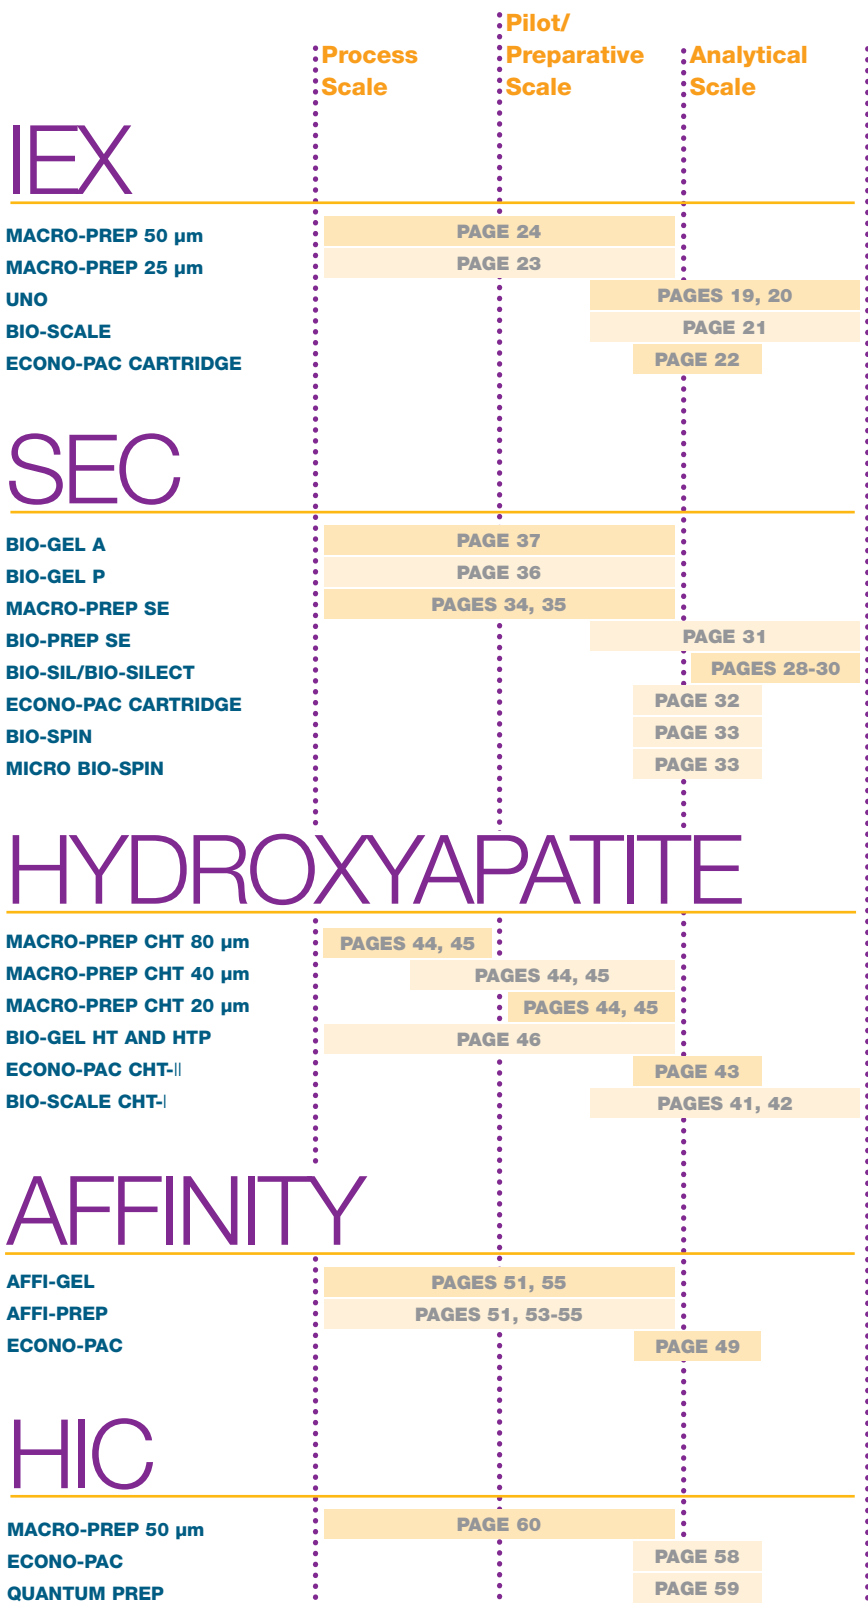 Process
Scale
Pilot/
Preparative
Scale
Analytical
Scale
IEX
MACRO-PREP 50 µm PAGE 24
MACRO-PREP 25 µm PAGE 23
UNO PAGES 19, 20
BIO-SCALE PAGE 21
ECONO-PAC CARTRIDGE PAGE 22
SEC
BIO-GEL A PAGE 37
BIO-GEL P PAGE 36
MACRO-PREP SE PAGES 34, 35
BIO-PREP SE PAGE 31
BIO-SIL/BIO-SILECT PAGES 28-30
ECONO-PAC CARTRIDGE PAGE 32
BIO-SPIN PAGE 33
MICRO BIO-SPIN PAGE 33
HYDROXYAPATITE
MACRO-PREP CHT 80 µm PAGES 44, 45
MACRO-PREP CHT 40 µm PAGES 44, 45
MACRO-PREP CHT 20 µm PAGES 44, 45
BIO-GEL HT AND HTP PAGE 46
ECONO-PAC CHT-II PAGE 43
BIO-SCALE CHT-I PAGES 41, 42
AFFINITY
AFFI-GEL PAGES 51, 55
AFFI-PREP PAGES 51, 53-55
ECONO-PAC PAGE 49
HIC
MACRO-PREP 50 µm PAGE 60
ECONO-PAC PAGE 58
QUANTUM PREP PAGE 59